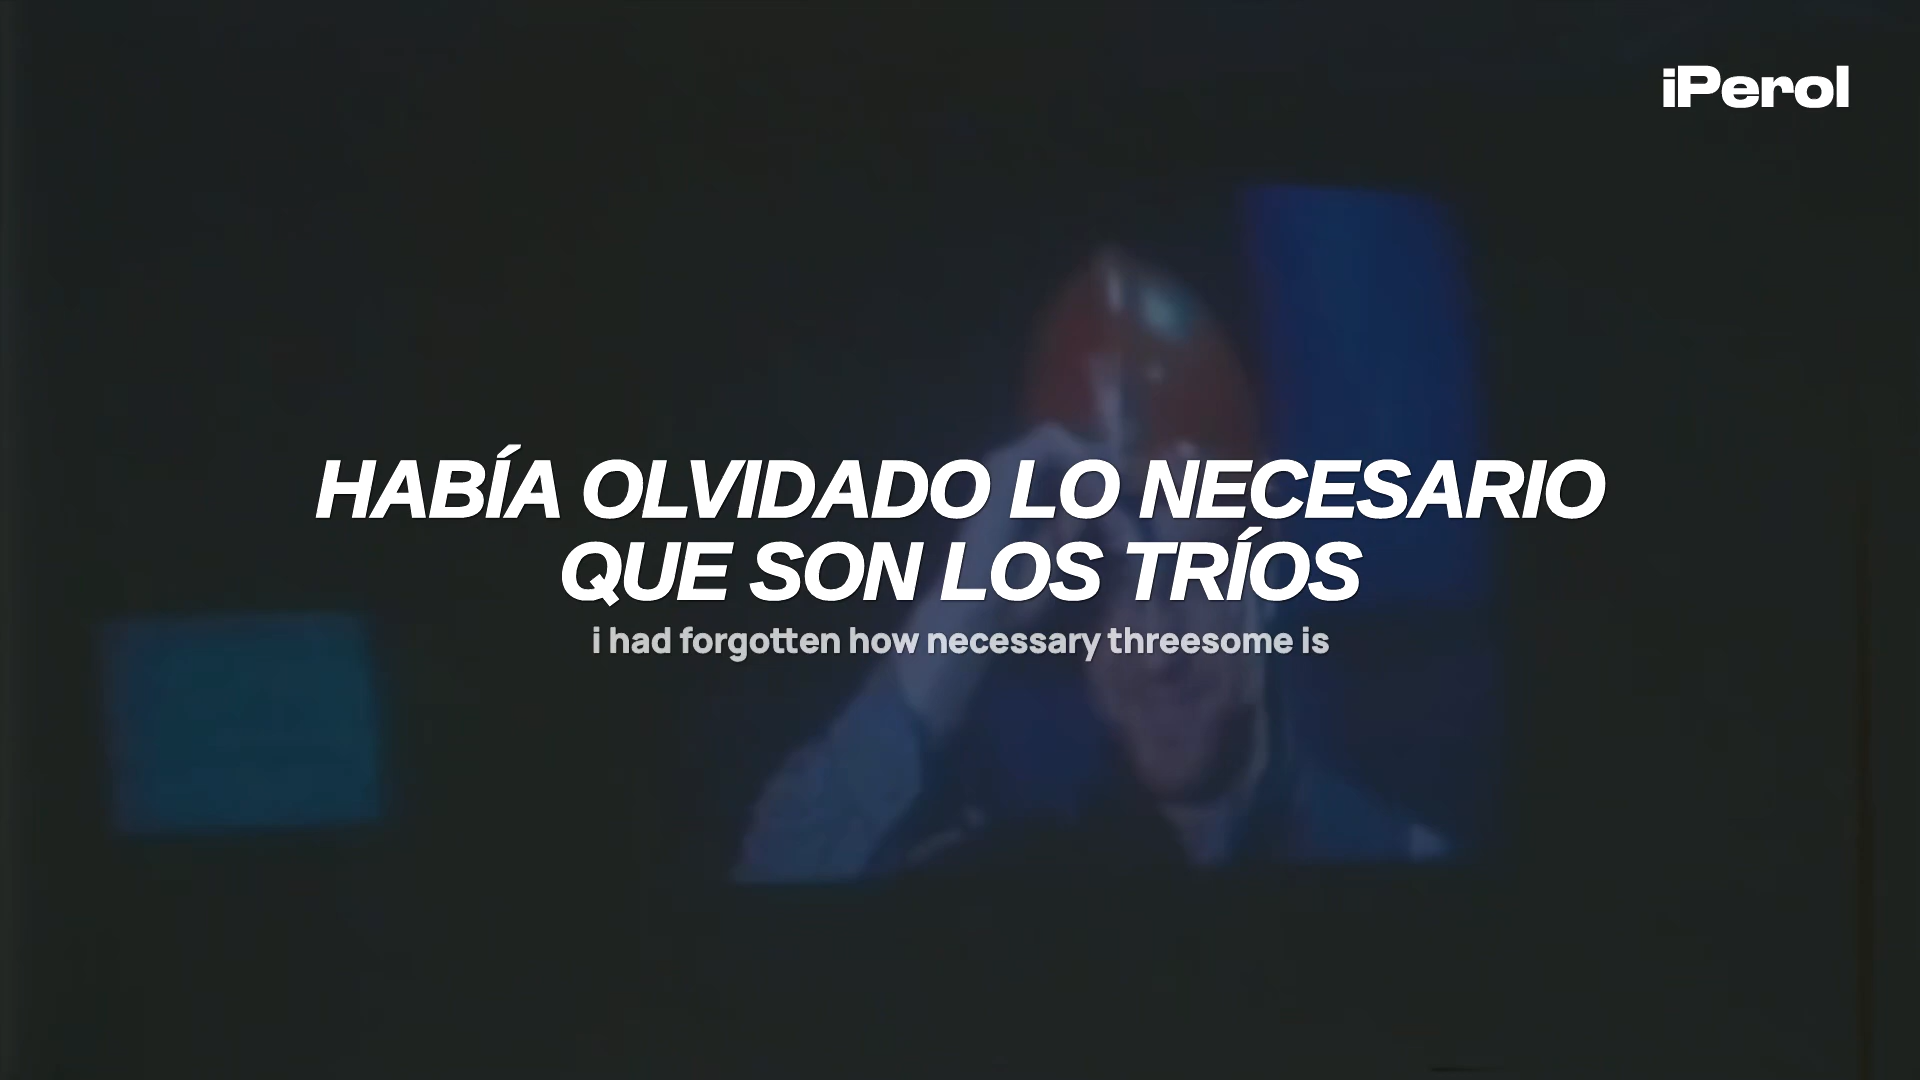 iPerol
HABÍA OLVIDADO LO NECESARIO
QUE SON LOS TRÍOS
i had forgotten how necessary threesome is